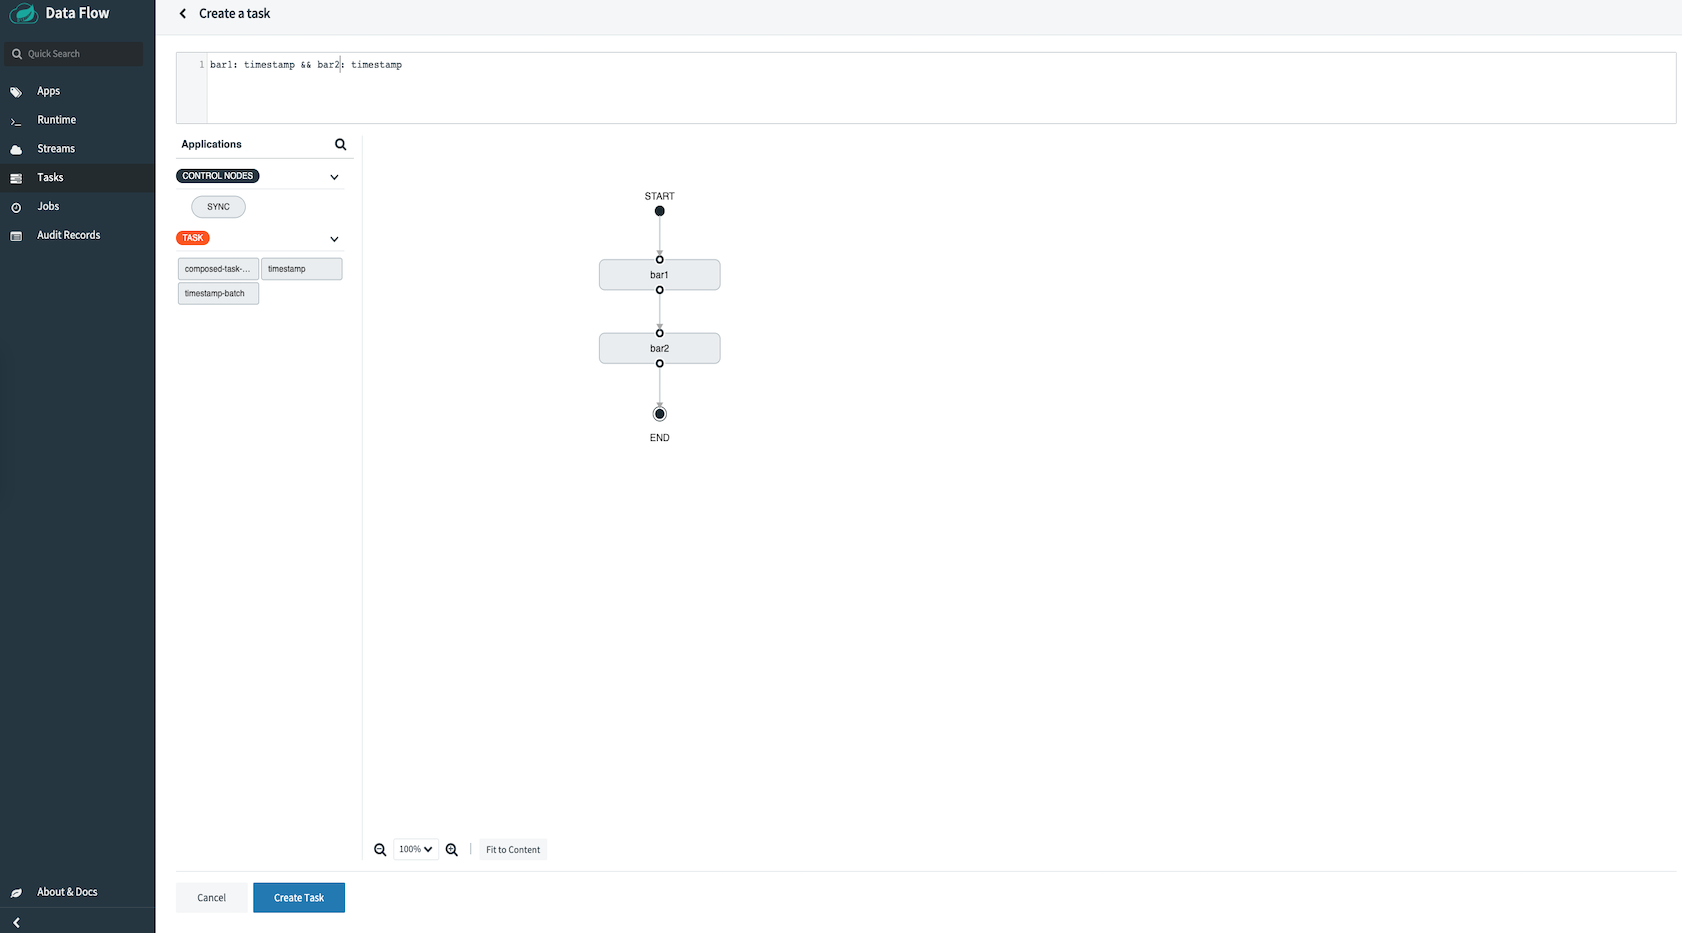 Data Flow
Quick Search
Apps
Runtime
Streams
Tasks
Jobs
Audit Records
About & Docs
Create a task
1 bar1: timestamp && bar2: timestamp
Applications
CONTROL NODES
SYNC
TASK
composed-task-... timestamp
timestamp-batch
START
bar1
bar2
END
100% | Fit to Content
Cancel Create Task